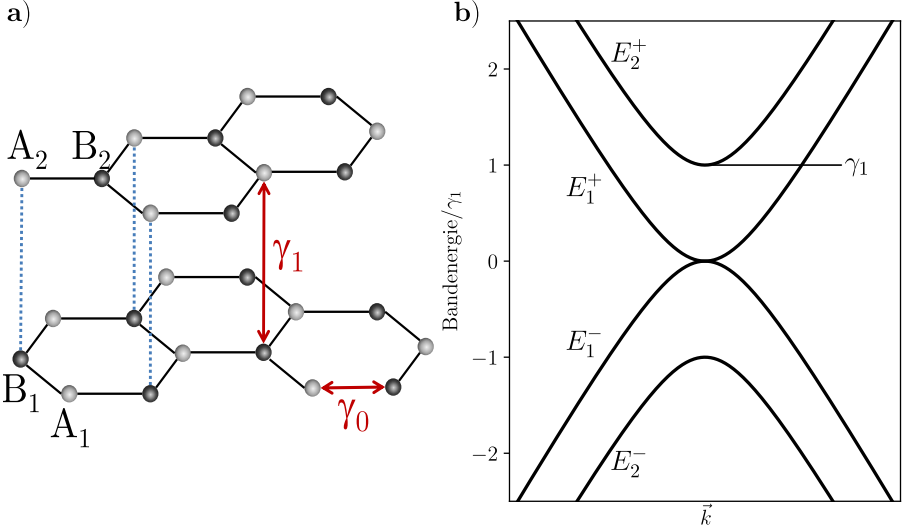 a)
A₂
B₂
γ₁
B₁
A₁
γ₀
b)
Bandenergie/γ₁
2
1
0
−1
−2
E₂⁺
γ₁
E₁⁺
E₁⁻
E₂⁻
k⃗